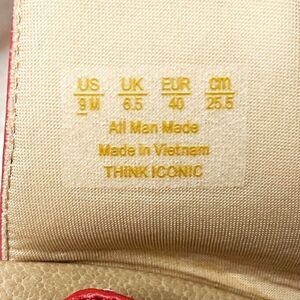 US UK EUR cm
9 M 6.5 40 25.5
All Man Made
Made in Vietnam
THINK ICONIC